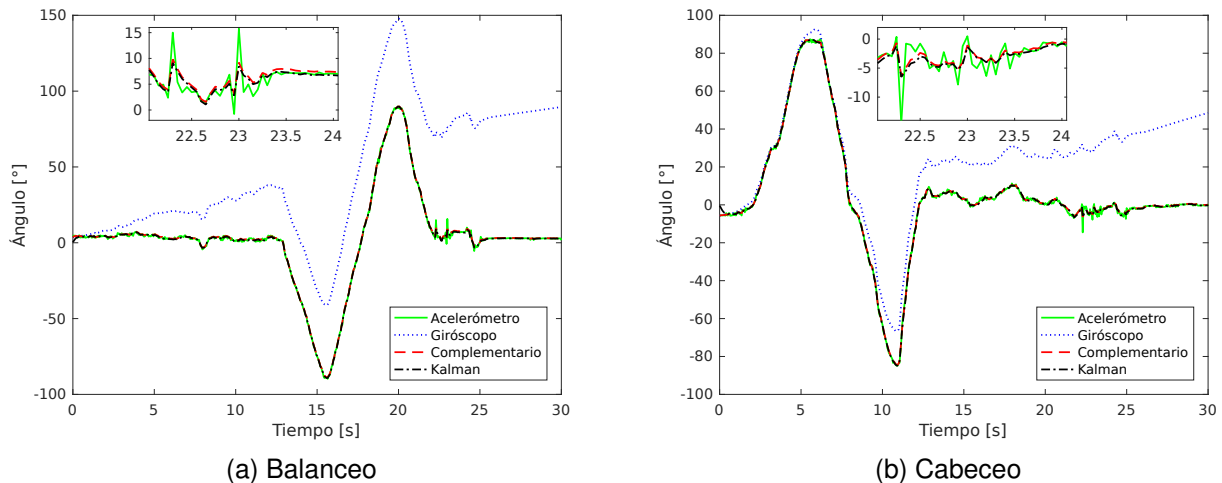 150
100
50
0
-50
-100
Ángulo [°]
15
10
5
0
22.5 23 23.5 24
Acelerómetro
Giróscopo
Complementario
Kalman
0 5 10 15 20 25 30
Tiempo [s]
(a) Balanceo
100
80
60
40
20
0
-20
-40
-60
-80
-100
Ángulo [°]
0
-5
-10
22.5 23 23.5 24
Acelerómetro
Giróscopo
Complementario
Kalman
0 5 10 15 20 25 30
Tiempo [s]
(b) Cabeceo